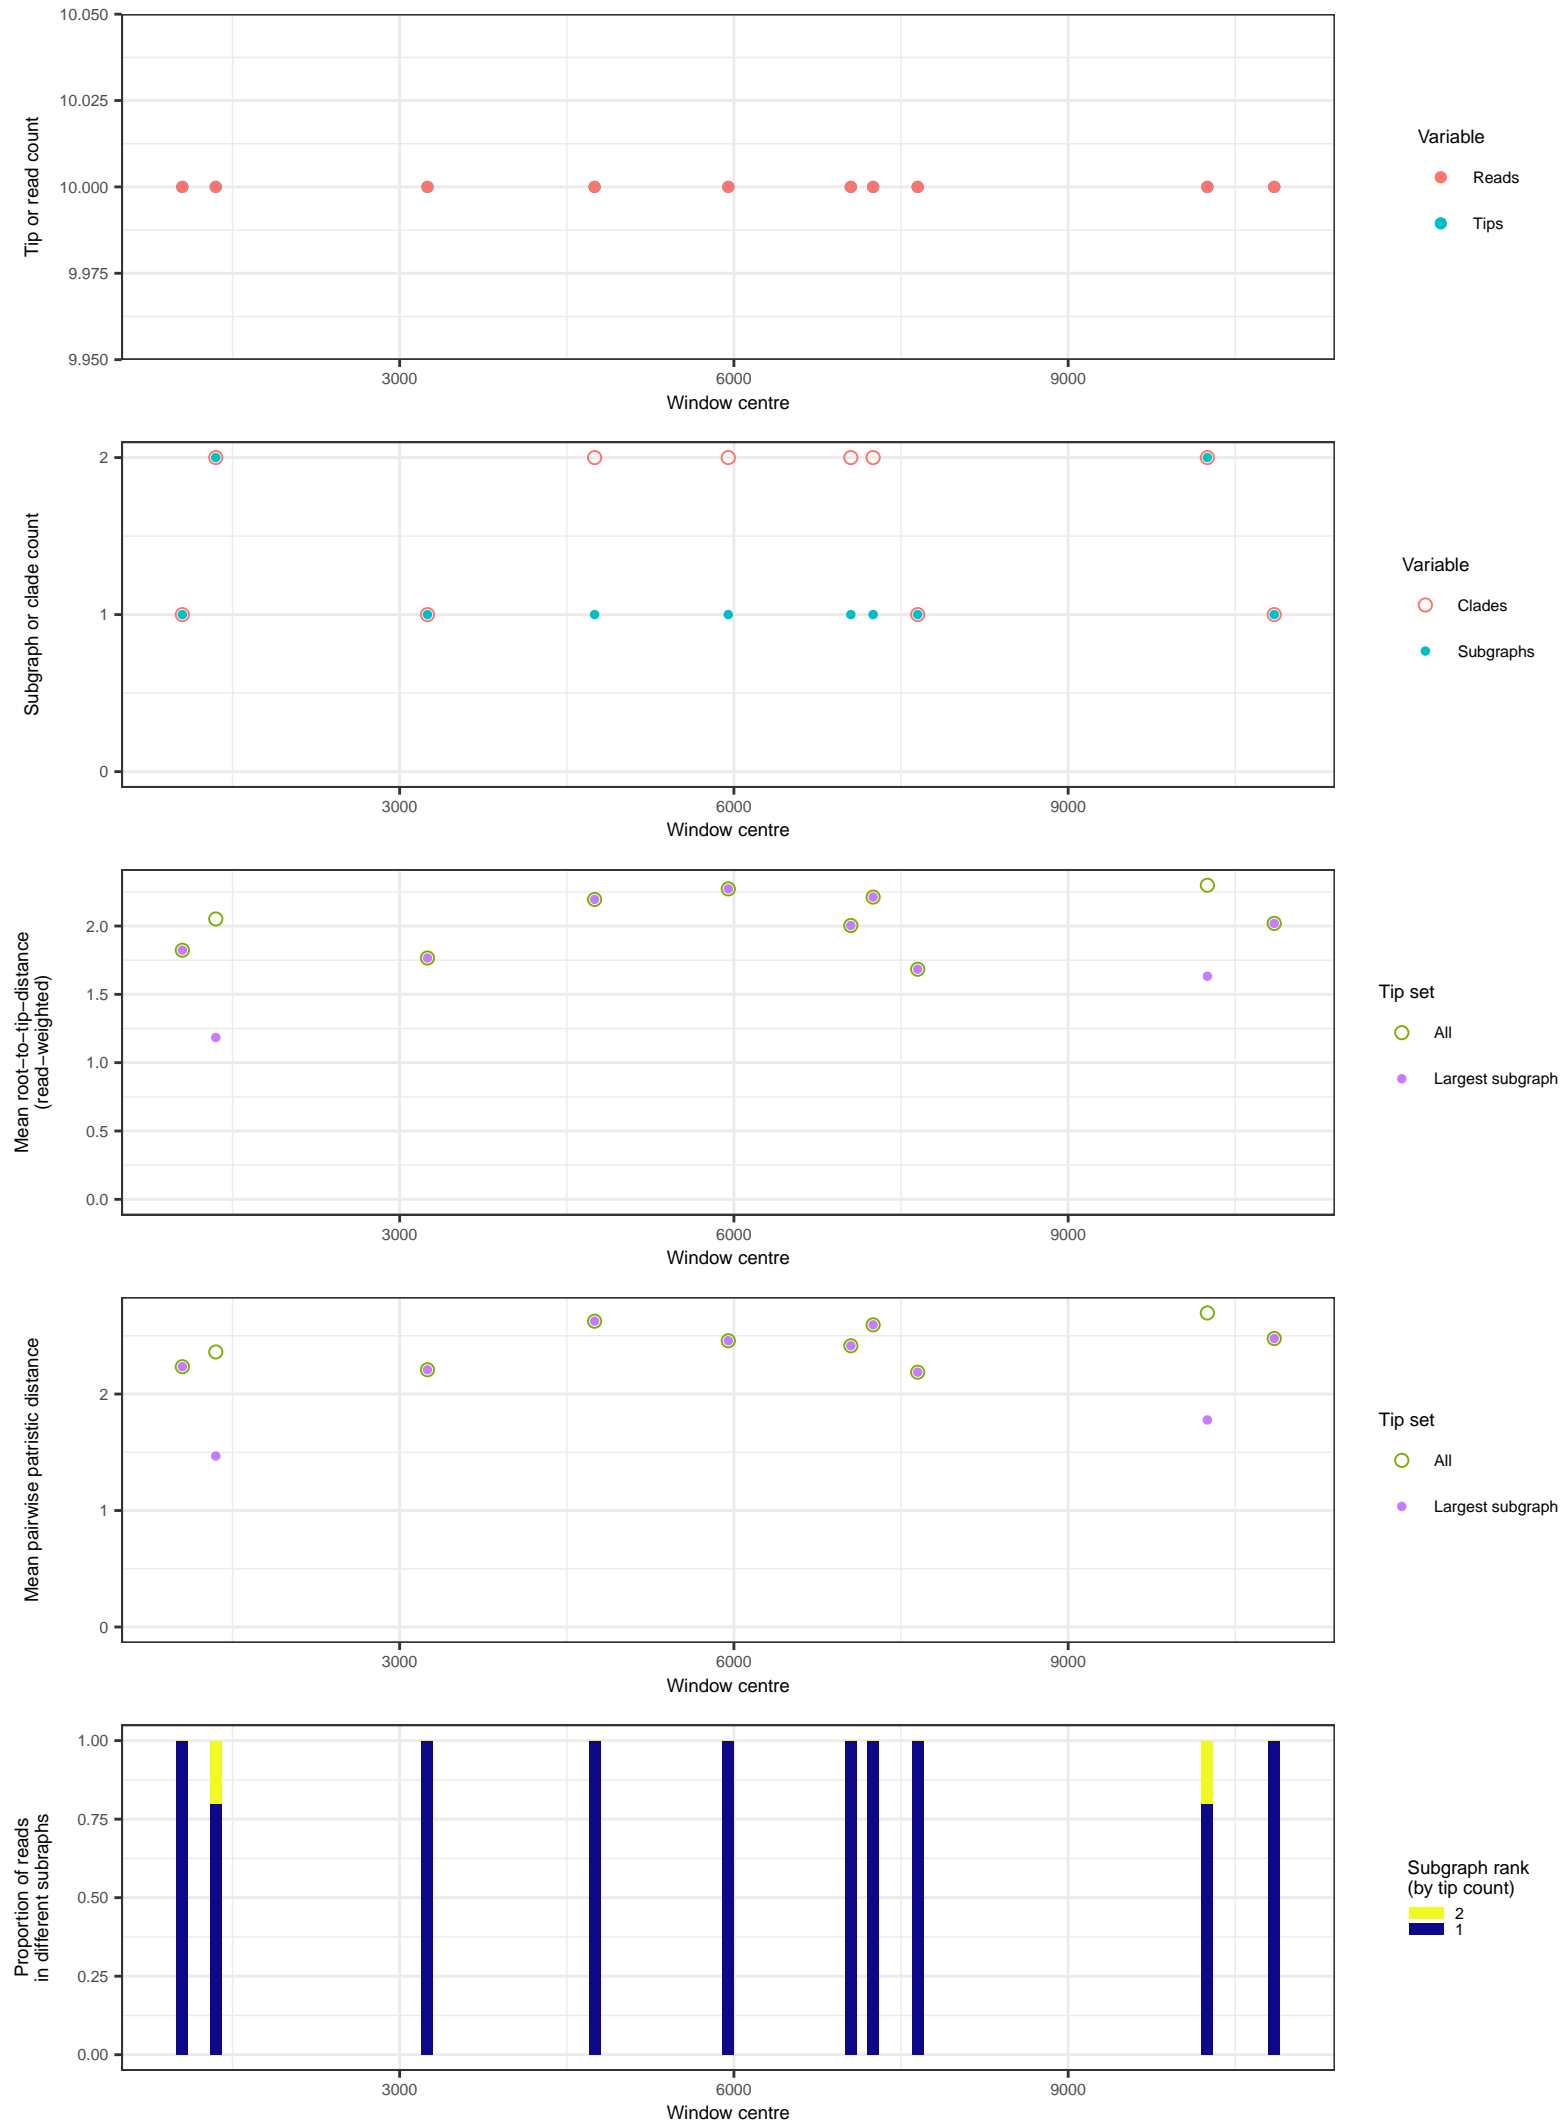 10.050
10.025
10.000
9.975
9.950
Tip or read count
3000 6000 9000
Window centre
Variable
Reads
Tips
2
1
0
Subgraph or clade count
3000 6000 9000
Window centre
Variable
Clades
Subgraphs
2.0
1.5
1.0
0.5
0.0
Mean root−to−tip−distance
(read−weighted)
3000 6000 9000
Window centre
Tip set
All
Largest subgraph
2
1
0
Mean pairwise patristic distance
3000 6000 9000
Window centre
Tip set
All
Largest subgraph
1.00
0.75
0.50
0.25
0.00
Proportion of reads
in different subraphs
3000 6000 9000
Window centre
Subgraph rank
(by tip count)
2
1